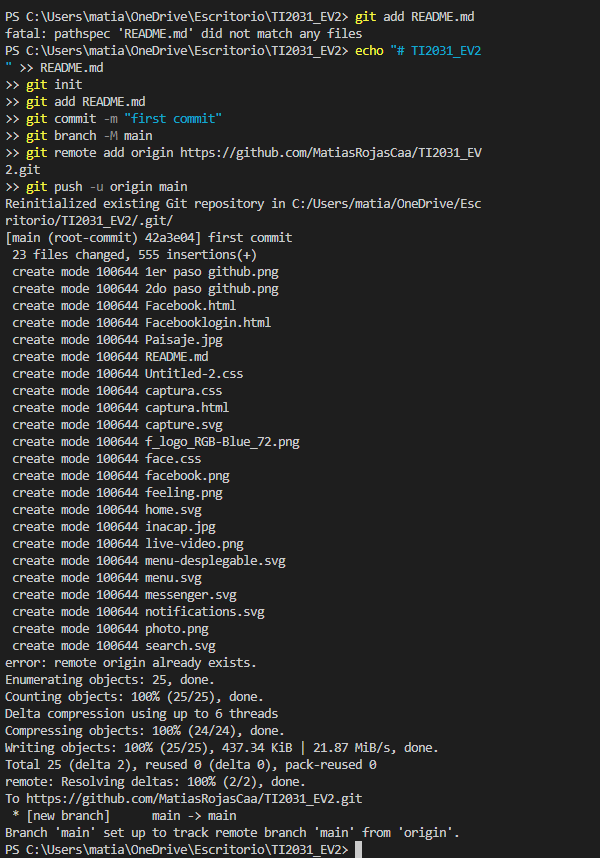 PS C:\Users\matia\OneDrive\Escritorio\TI2031_EV2> git add README.md
fatal: pathspec 'README.md' did not match any files
PS C:\Users\matia\OneDrive\Escritorio\TI2031_EV2> echo "# TI2031_EV2
" >> README.md
>> git init
>> git add README.md
>> git commit -m "first commit"
>> git branch -M main
>> git remote add origin https://github.com/MatiasRojasCaa/TI2031_EV
2.git
>> git push -u origin main
Reinitialized existing Git repository in C:/Users/matia/OneDrive/Esc
ritorio/TI2031_EV2/.git/
[main (root-commit) 42a3e04] first commit
 23 files changed, 555 insertions(+)
 create mode 100644 1er paso github.png
 create mode 100644 2do paso github.png
 create mode 100644 Facebook.html
 create mode 100644 Facebooklogin.html
 create mode 100644 Paisaje.jpg
 create mode 100644 README.md
 create mode 100644 Untitled-2.css
 create mode 100644 captura.css
 create mode 100644 captura.html
 create mode 100644 capture.svg
 create mode 100644 f_logo_RGB-Blue_72.png
 create mode 100644 face.css
 create mode 100644 facebook.png
 create mode 100644 feeling.png
 create mode 100644 home.svg
 create mode 100644 inacap.jpg
 create mode 100644 live-video.png
 create mode 100644 menu-desplegable.svg
 create mode 100644 menu.svg
 create mode 100644 messenger.svg
 create mode 100644 notifications.svg
 create mode 100644 photo.png
 create mode 100644 search.svg
error: remote origin already exists.
Enumerating objects: 25, done.
Counting objects: 100% (25/25), done.
Delta compression using up to 6 threads
Compressing objects: 100% (24/24), done.
Writing objects: 100% (25/25), 437.34 KiB | 21.87 MiB/s, done.
Total 25 (delta 2), reused 0 (delta 0), pack-reused 0
remote: Resolving deltas: 100% (2/2), done.
To https://github.com/MatiasRojasCaa/TI2031_EV2.git
 * [new branch]      main -> main
Branch 'main' set up to track remote branch 'main' from 'origin'.
PS C:\Users\matia\OneDrive\Escritorio\TI2031_EV2>